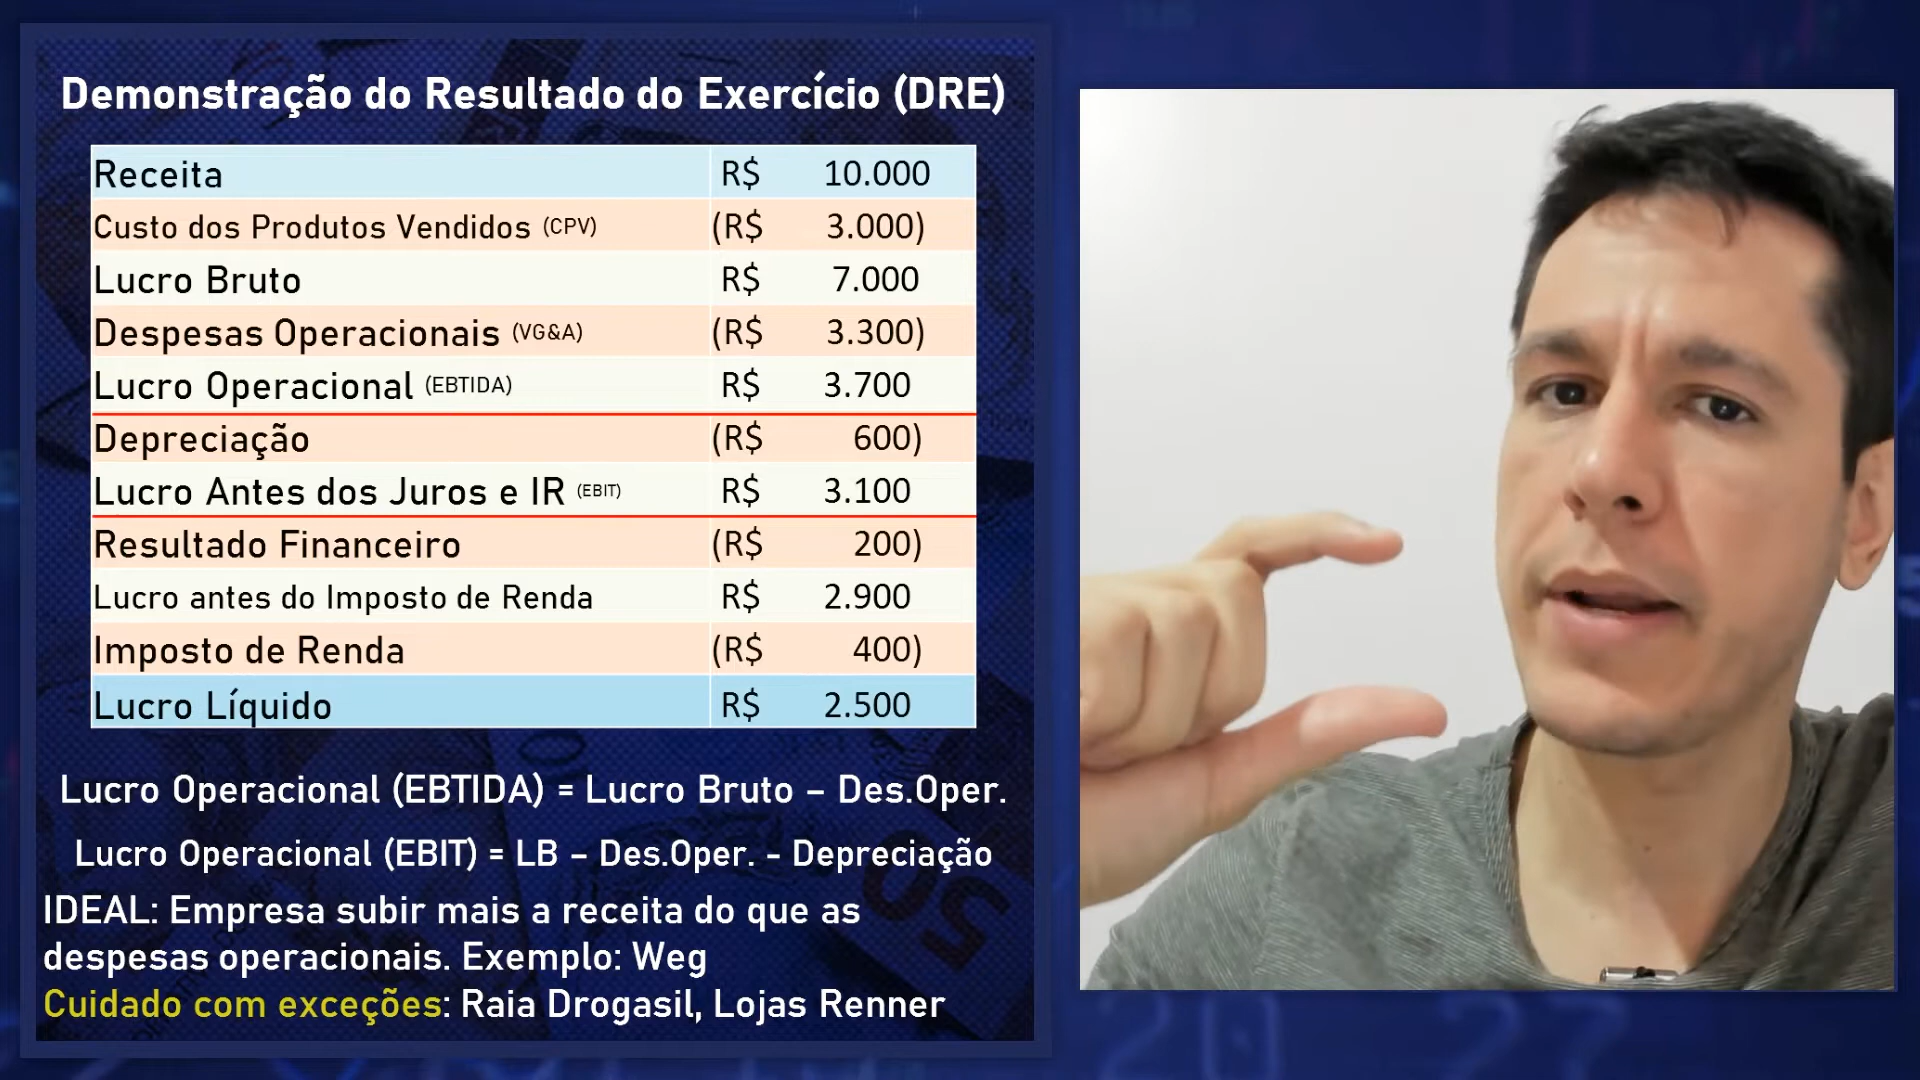 Demonstração do Resultado do Exercício (DRE)
Receita R$ 10.000
Custo dos Produtos Vendidos (CPV) (R$ 3.000)
Lucro Bruto R$ 7.000
Despesas Operacionais (VG&A) (R$ 3.300)
Lucro Operacional (EBTIDA) R$ 3.700
Depreciação (R$ 600)
Lucro Antes dos Juros e IR (EBIT) R$ 3.100
Resultado Financeiro (R$ 200)
Lucro antes do Imposto de Renda R$ 2.900
Imposto de Renda (R$ 400)
Lucro Líquido R$ 2.500
Lucro Operacional (EBTIDA) = Lucro Bruto – Des.Oper.
Lucro Operacional (EBIT) = LB – Des.Oper. - Depreciação
IDEAL: Empresa subir mais a receita do que as
despesas operacionais. Exemplo: Weg
Cuidado com exceções: Raia Drogasil, Lojas Renner